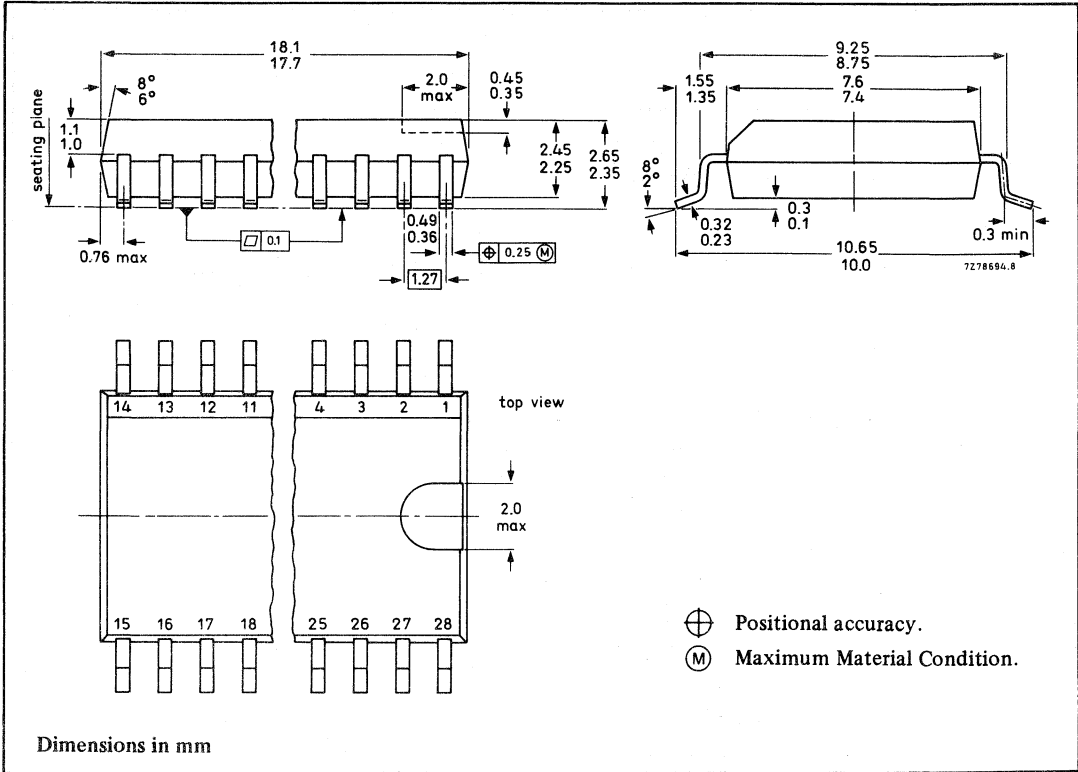 18.1
17.7
8°
6°
2.0
max
0.45
0.35
seating plane
1.1
1.0
2.45
2.25
2.65
2.35
0.49
0.36
0.1
0.25 Ⓜ
0.76 max
1.27
9.25
8.75
1.55
1.35
7.6
7.4
8°
2°
0.32
0.23
0.3
0.1
0.3 min
10.65
10.0
7Z78694.8
14 13 12 11 4 3 2 1
top view
2.0
max
15 16 17 18 25 26 27 28
Positional accuracy.
Ⓜ Maximum Material Condition.
Dimensions in mm